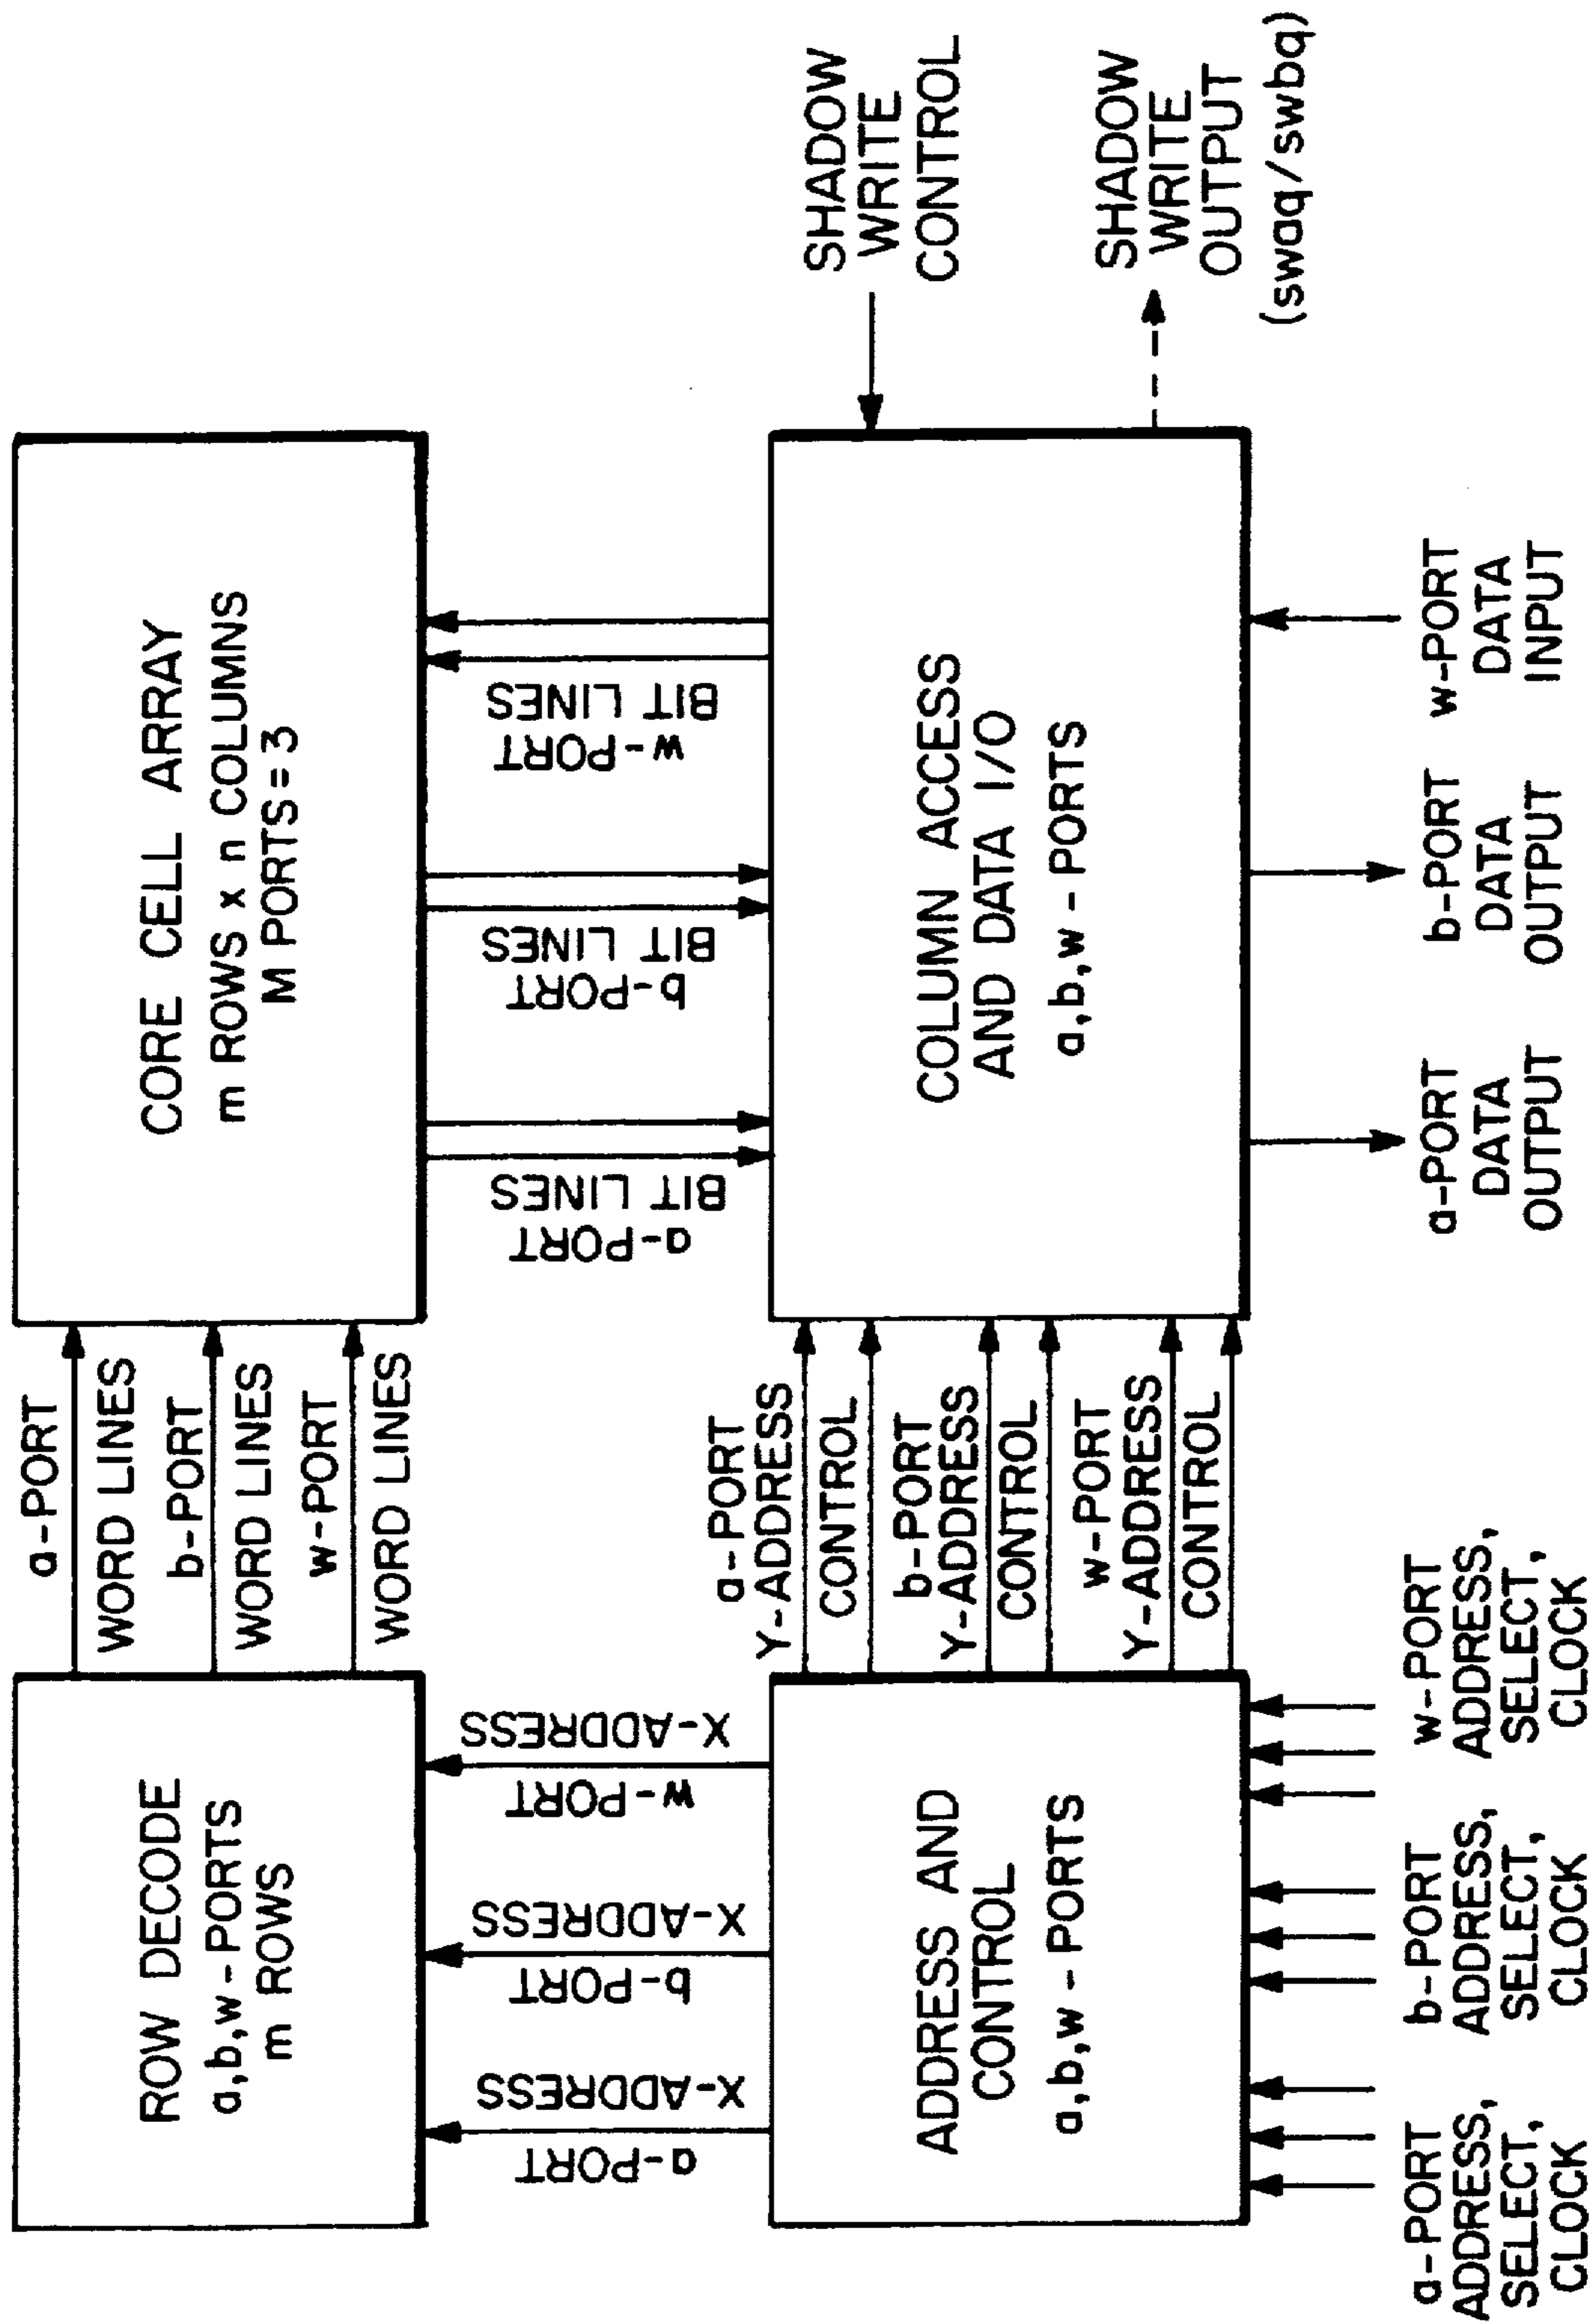 ROW DECODE
a,b,w-PORTS
m ROWS
a-PORT
WORD LINES
b-PORT
WORD LINES
w-PORT
WORD LINES
CORE CELL ARRAY
m ROWS x n COLUMNS
M PORTS=3
a-PORT
X-ADDRESS
b-PORT
X-ADDRESS
w-PORT
X-ADDRESS
a-PORT
BIT LINES
b-PORT
BIT LINES
w-PORT
BIT LINES
ADDRESS AND
CONTROL
a,b,w-PORTS
a-PORT
Y-ADDRESS
CONTROL
b-PORT
Y-ADDRESS
CONTROL
w-PORT
Y-ADDRESS
CONTROL
COLUMN ACCESS
AND DATA I/O
a,b,w-PORTS
SHADOW
WRITE
CONTROL
SHADOW
WRITE
OUTPUT
(swaq/swbq)
a-PORT
ADDRESS,
SELECT,
CLOCK
b-PORT
ADDRESS,
SELECT,
CLOCK
w-PORT
ADDRESS,
SELECT,
CLOCK
a-PORT
DATA
OUTPUT
b-PORT
DATA
OUTPUT
w-PORT
DATA
INPUT